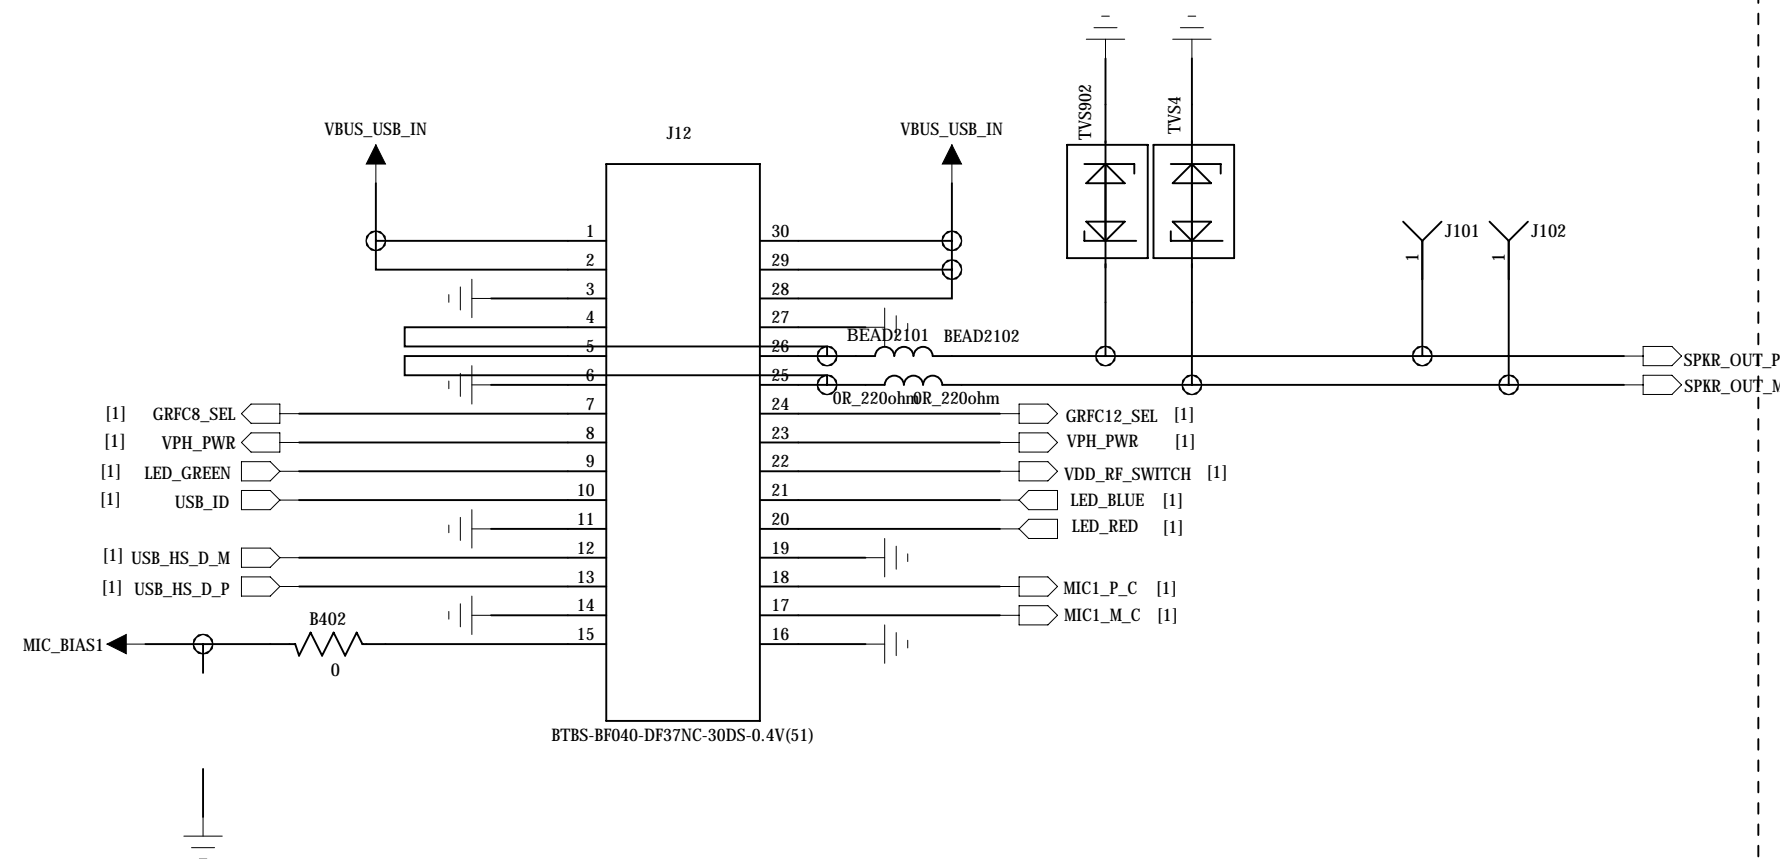 TVS902
TVS4
VBUS_USB_IN
J12
VBUS_USB_IN
1
30
J101
J102
2
29
1
1
3
28
4
27
BEAD2101
BEAD2102
5
26
SPKR_OUT_P
6
25
SPKR_OUT_M
0R_220ohm
0R_220ohm
[1] GRFC8_SEL
7
24
GRFC12_SEL [1]
[1] VPH_PWR
8
23
VPH_PWR [1]
[1] LED_GREEN
9
22
VDD_RF_SWITCH [1]
[1] USB_ID
10
21
LED_BLUE [1]
11
20
LED_RED [1]
[1] USB_HS_D_M
12
19
[1] USB_HS_D_P
13
18
MIC1_P_C [1]
14
17
MIC1_M_C [1]
B402
MIC_BIAS1
15
16
0
BTBS-BF040-DF37NC-30DS-0.4V(51)